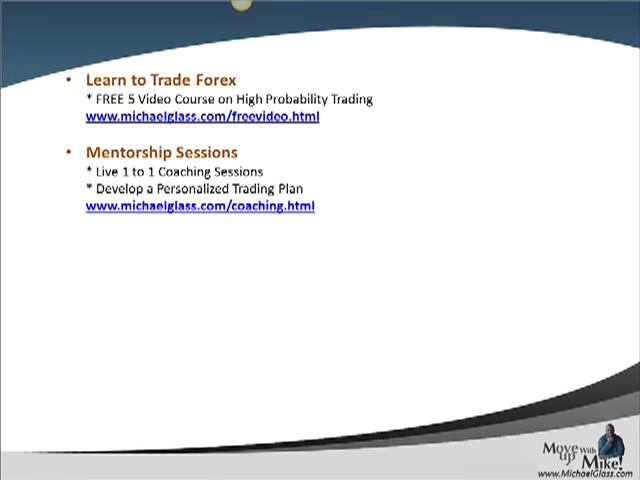 • Learn to Trade Forex
* FREE 5 Video Course on High Probability Trading
www.michaelglass.com/freevideo.html
• Mentorship Sessions
* Live 1 to 1 Coaching Sessions
* Develop a Personalized Trading Plan
www.michaelglass.com/coaching.html
Move up With Mike!
www.MichaelGlass.com